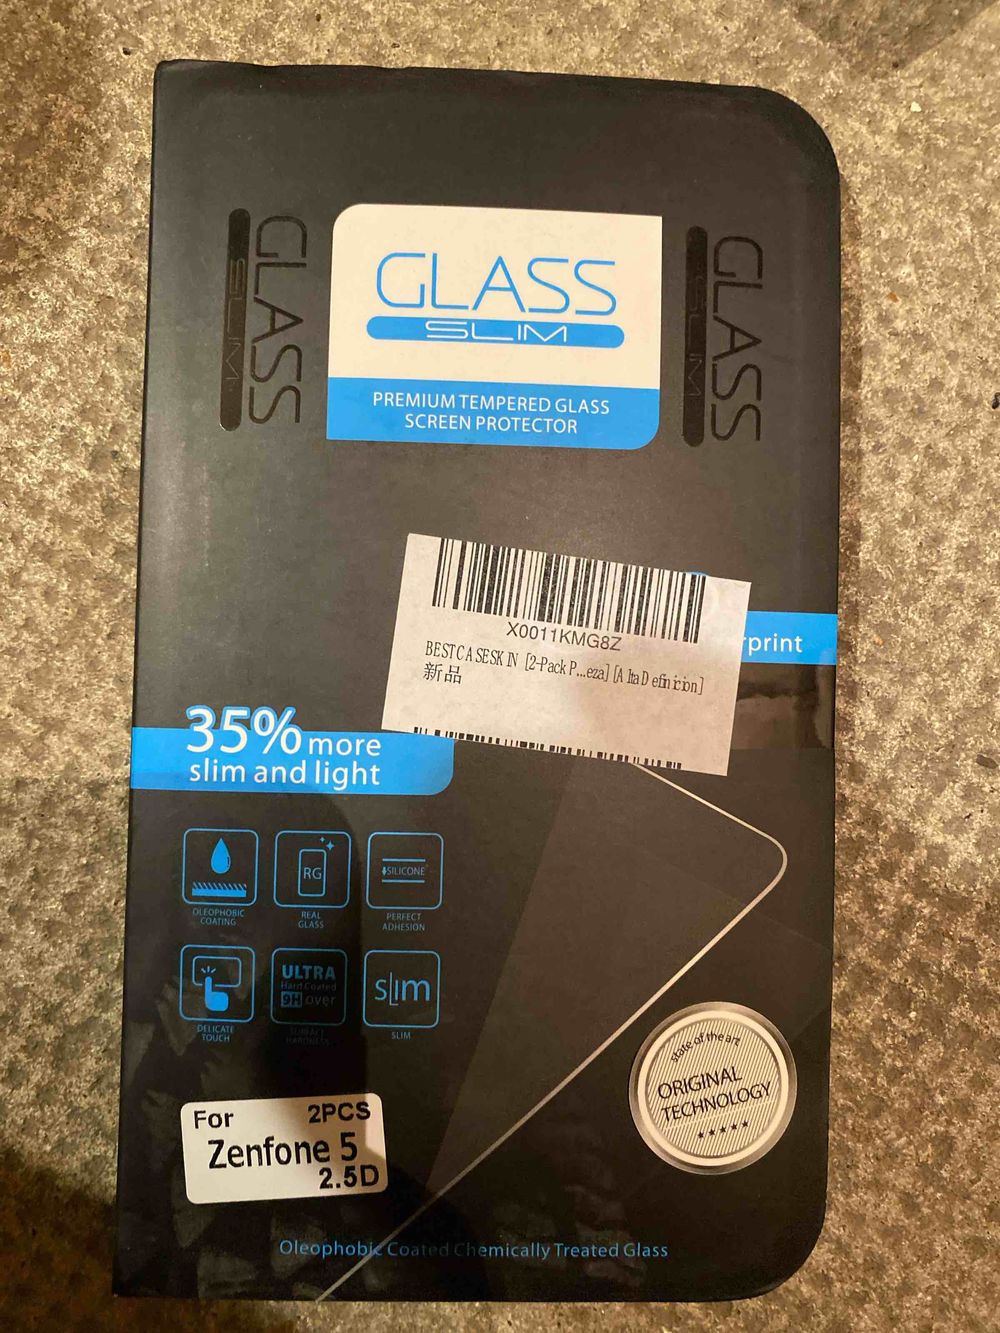 GLASS
SLIM
GLASS
SLIM
PREMIUM TEMPERED GLASS
SCREEN PROTECTOR
GLASS
SLIM
X0011KMG8Z
BESTCASESKIN [2-Pack P...eza] [Alta Definicion]
新品
rprint
35% more
slim and light
OLEOPHOBIC
COATING
RG
REAL
GLASS
SILICONE
PERFECT
ADHESION
DELICATE
TOUCH
ULTRA
Hard Coated
9H over
SURFACE
HARDNESS
slim
SLIM
state of the art
ORIGINAL
TECHNOLOGY
For 2PCS
Zenfone 5
2.5D
Oleophobic Coated Chemically Treated Glass